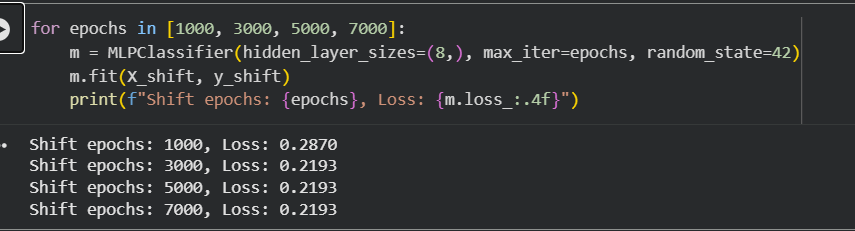 for epochs in [1000, 3000, 5000, 7000]:
    m = MLPClassifier(hidden_layer_sizes=(8,), max_iter=epochs, random_state=42)
    m.fit(X_shift, y_shift)
    print(f"Shift epochs: {epochs}, Loss: {m.loss_:.4f}")
Shift epochs: 1000, Loss: 0.2870
Shift epochs: 3000, Loss: 0.2193
Shift epochs: 5000, Loss: 0.2193
Shift epochs: 7000, Loss: 0.2193